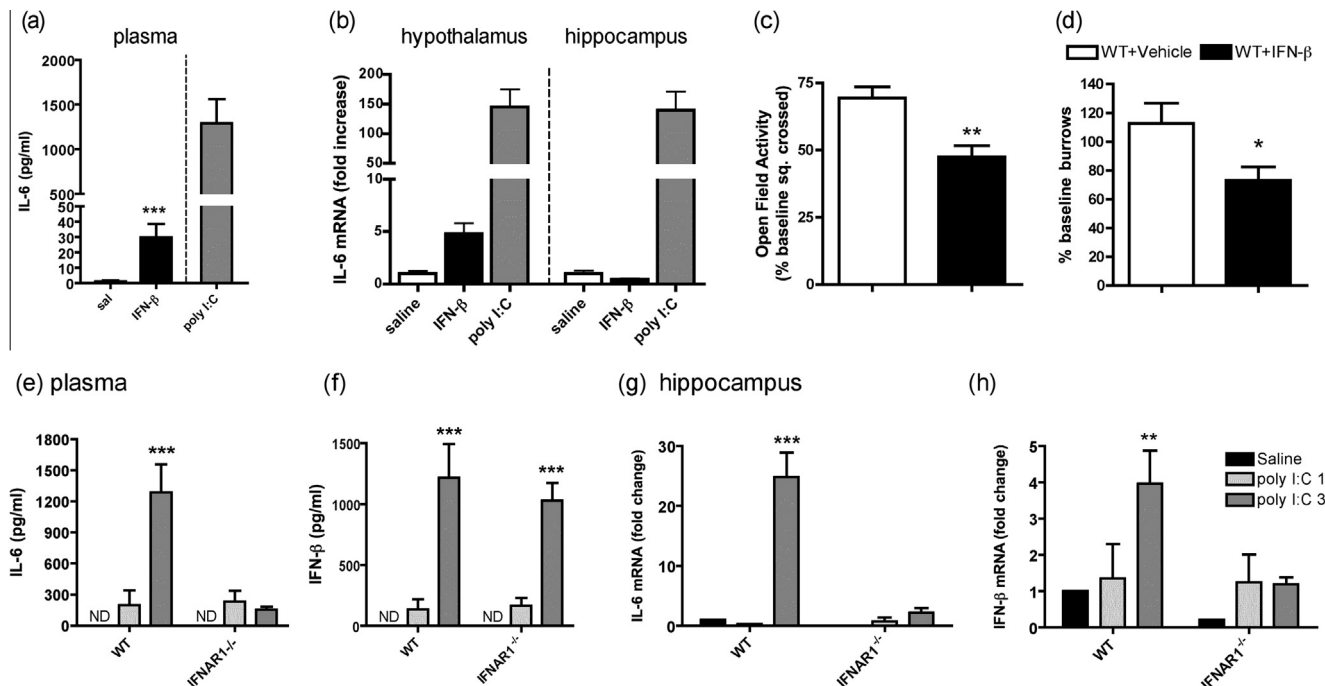 (a)
plasma
IL-6 (pg/ml)
2000
1500
1000
500
50
40
30
20
10
0
***
sal
IFN-β
poly I:C
(b)
hypothalamus
hippocampus
IL-6 mRNA (fold increase)
200
150
100
50
10
5
0
saline
IFN-β
poly I:C
saline
IFN-β
poly I:C
(c)
Open Field Activity
(% baseline sq. crossed)
75
50
25
0
**
(d)
WT+Vehicle
WT+IFN-β
% baseline burrows
120
100
80
60
40
20
0
*
(e) plasma
IL-6 (pg/ml)
1800
1500
1200
900
600
300
0
ND
***
ND
WT
IFNAR1-/-
(f)
IFN-β (pg/ml)
1500
1000
500
0
ND
***
ND
***
WT
IFNAR1-/-
(g) hippocampus
IL-6 mRNA (fold change)
30
20
10
0
***
WT
IFNAR1-/-
(h)
IFN-β mRNA (fold change)
5
4
3
2
1
0
**
Saline
poly I:C 1
poly I:C 3
WT
IFNAR1-/-